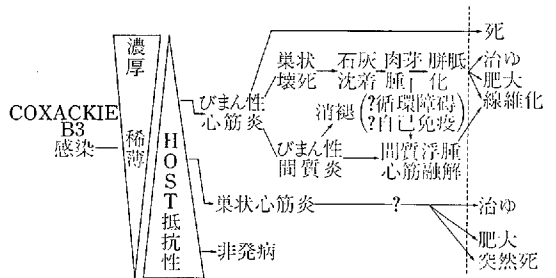 COXACKIE
B3
感染
濃厚
稀薄
HOST抵抗性
びまん性
心筋炎
巣状
壊死
石灰
沈着
肉芽
腫
胼胝
化
消褪
(?循環障碍
?自己免疫)
びまん性
間質炎
間質浮腫
心筋融解
死
治ゆ
肥大
線維化
巣状心筋炎
?
治ゆ
肥大
突然死
非発病